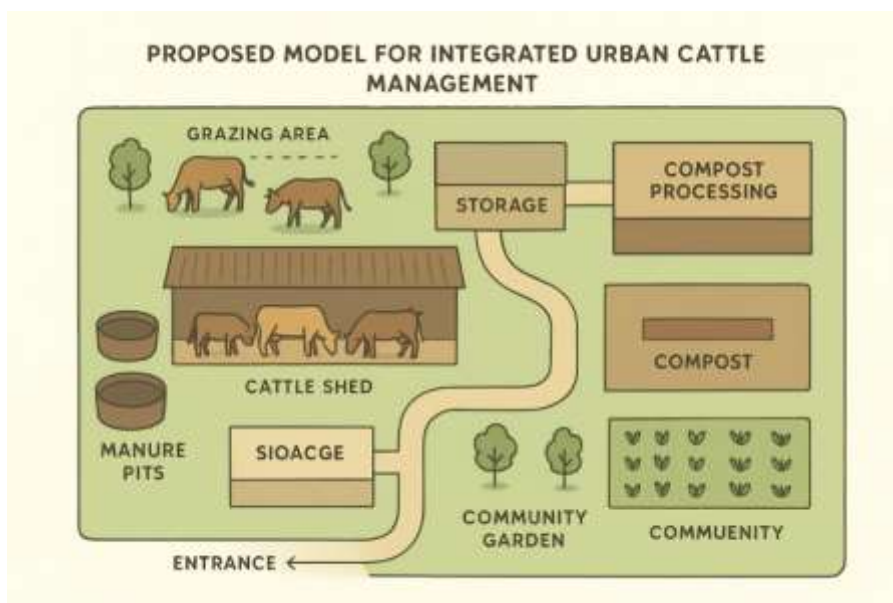 PROPOSED MODEL FOR INTEGRATED URBAN CATTLE
MANAGEMENT
GRAZING AREA
STORAGE
COMPOST
PROCESSING
CATTLE SHED
COMPOST
MANURE
PITS
SIOACGE
COMMUNITY
GARDEN
COMMUENITY
ENTRANCE